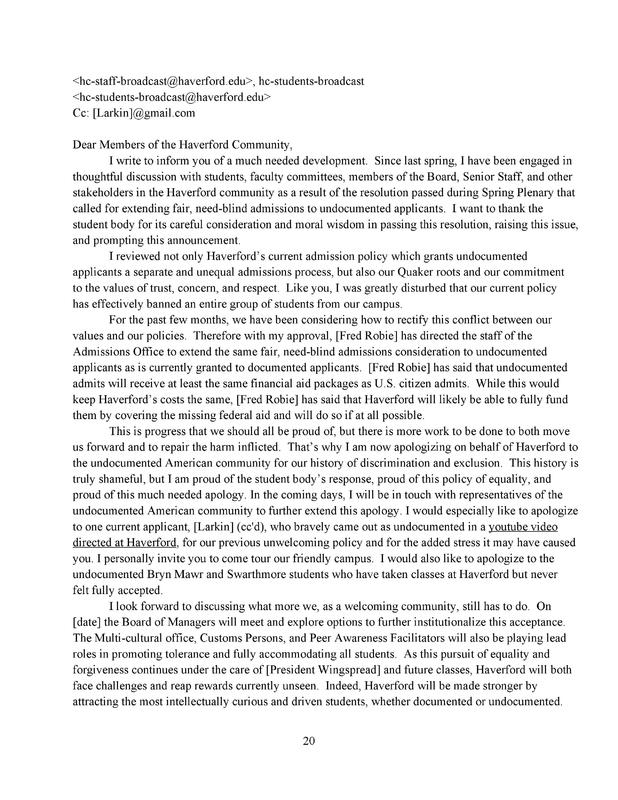 <hc-staff-broadcast@haverford.edu>, hc-students-broadcast
<hc-students-broadcast@haverford.edu>
Cc: [Larkin]@gmail.com
Dear Members of the Haverford Community,
I write to inform you of a much needed development.  Since last spring, I have been engaged in
thoughtful discussion with students, faculty committees, members of the Board, Senior Staff, and other
stakeholders in the Haverford community as a result of the resolution passed during Spring Plenary that
called for extending fair, need-blind admissions to undocumented applicants.  I want to thank the
student body for its careful consideration and moral wisdom in passing this resolution, raising this issue,
and prompting this announcement.
I reviewed not only Haverford's current admission policy which grants undocumented
applicants a separate and unequal admissions process, but also our Quaker roots and our commitment
to the values of trust, concern, and respect.  Like you, I was greatly disturbed that our current policy
has effectively banned an entire group of students from our campus.
For the past few months, we have been considering how to rectify this conflict between our
values and our policies.  Therefore with my approval, [Fred Robie] has directed the staff of the
Admissions Office to extend the same fair, need-blind admissions consideration to undocumented
applicants as is currently granted to documented applicants.  [Fred Robie] has said that undocumented
admits will receive at least the same financial aid packages as U.S. citizen admits.  While this would
keep Haverford's costs the same, [Fred Robie] has said that Haverford will likely be able to fully fund
them by covering the missing federal aid and will do so if at all possible.
This is progress that we should all be proud of, but there is more work to be done to both move
us forward and to repair the harm inflicted.  That's why I am now apologizing on behalf of Haverford to
the undocumented American community for our history of discrimination and exclusion.  This history is
truly shameful, but I am proud of the student body's response, proud of this policy of equality, and
proud of this much needed apology. In the coming days, I will be in touch with representatives of the
undocumented American community to further extend this apology. I would especially like to apologize
to one current applicant, [Larkin] (cc'd), who bravely came out as undocumented in a youtube video
directed at Haverford, for our previous unwelcoming policy and for the added stress it may have caused
you. I personally invite you to come tour our friendly campus.  I would also like to apologize to the
undocumented Bryn Mawr and Swarthmore students who have taken classes at Haverford but never
felt fully accepted.
I look forward to discussing what more we, as a welcoming community, still has to do.  On
[date] the Board of Managers will meet and explore options to further institutionalize this acceptance.
The Multi-cultural office, Customs Persons, and Peer Awareness Facilitators will also be playing lead
roles in promoting tolerance and fully accommodating all students.  As this pursuit of equality and
forgiveness continues under the care of [President Wingspread] and future classes, Haverford will both
face challenges and reap rewards currently unseen.  Indeed, Haverford will be made stronger by
attracting the most intellectually curious and driven students, whether documented or undocumented.
20